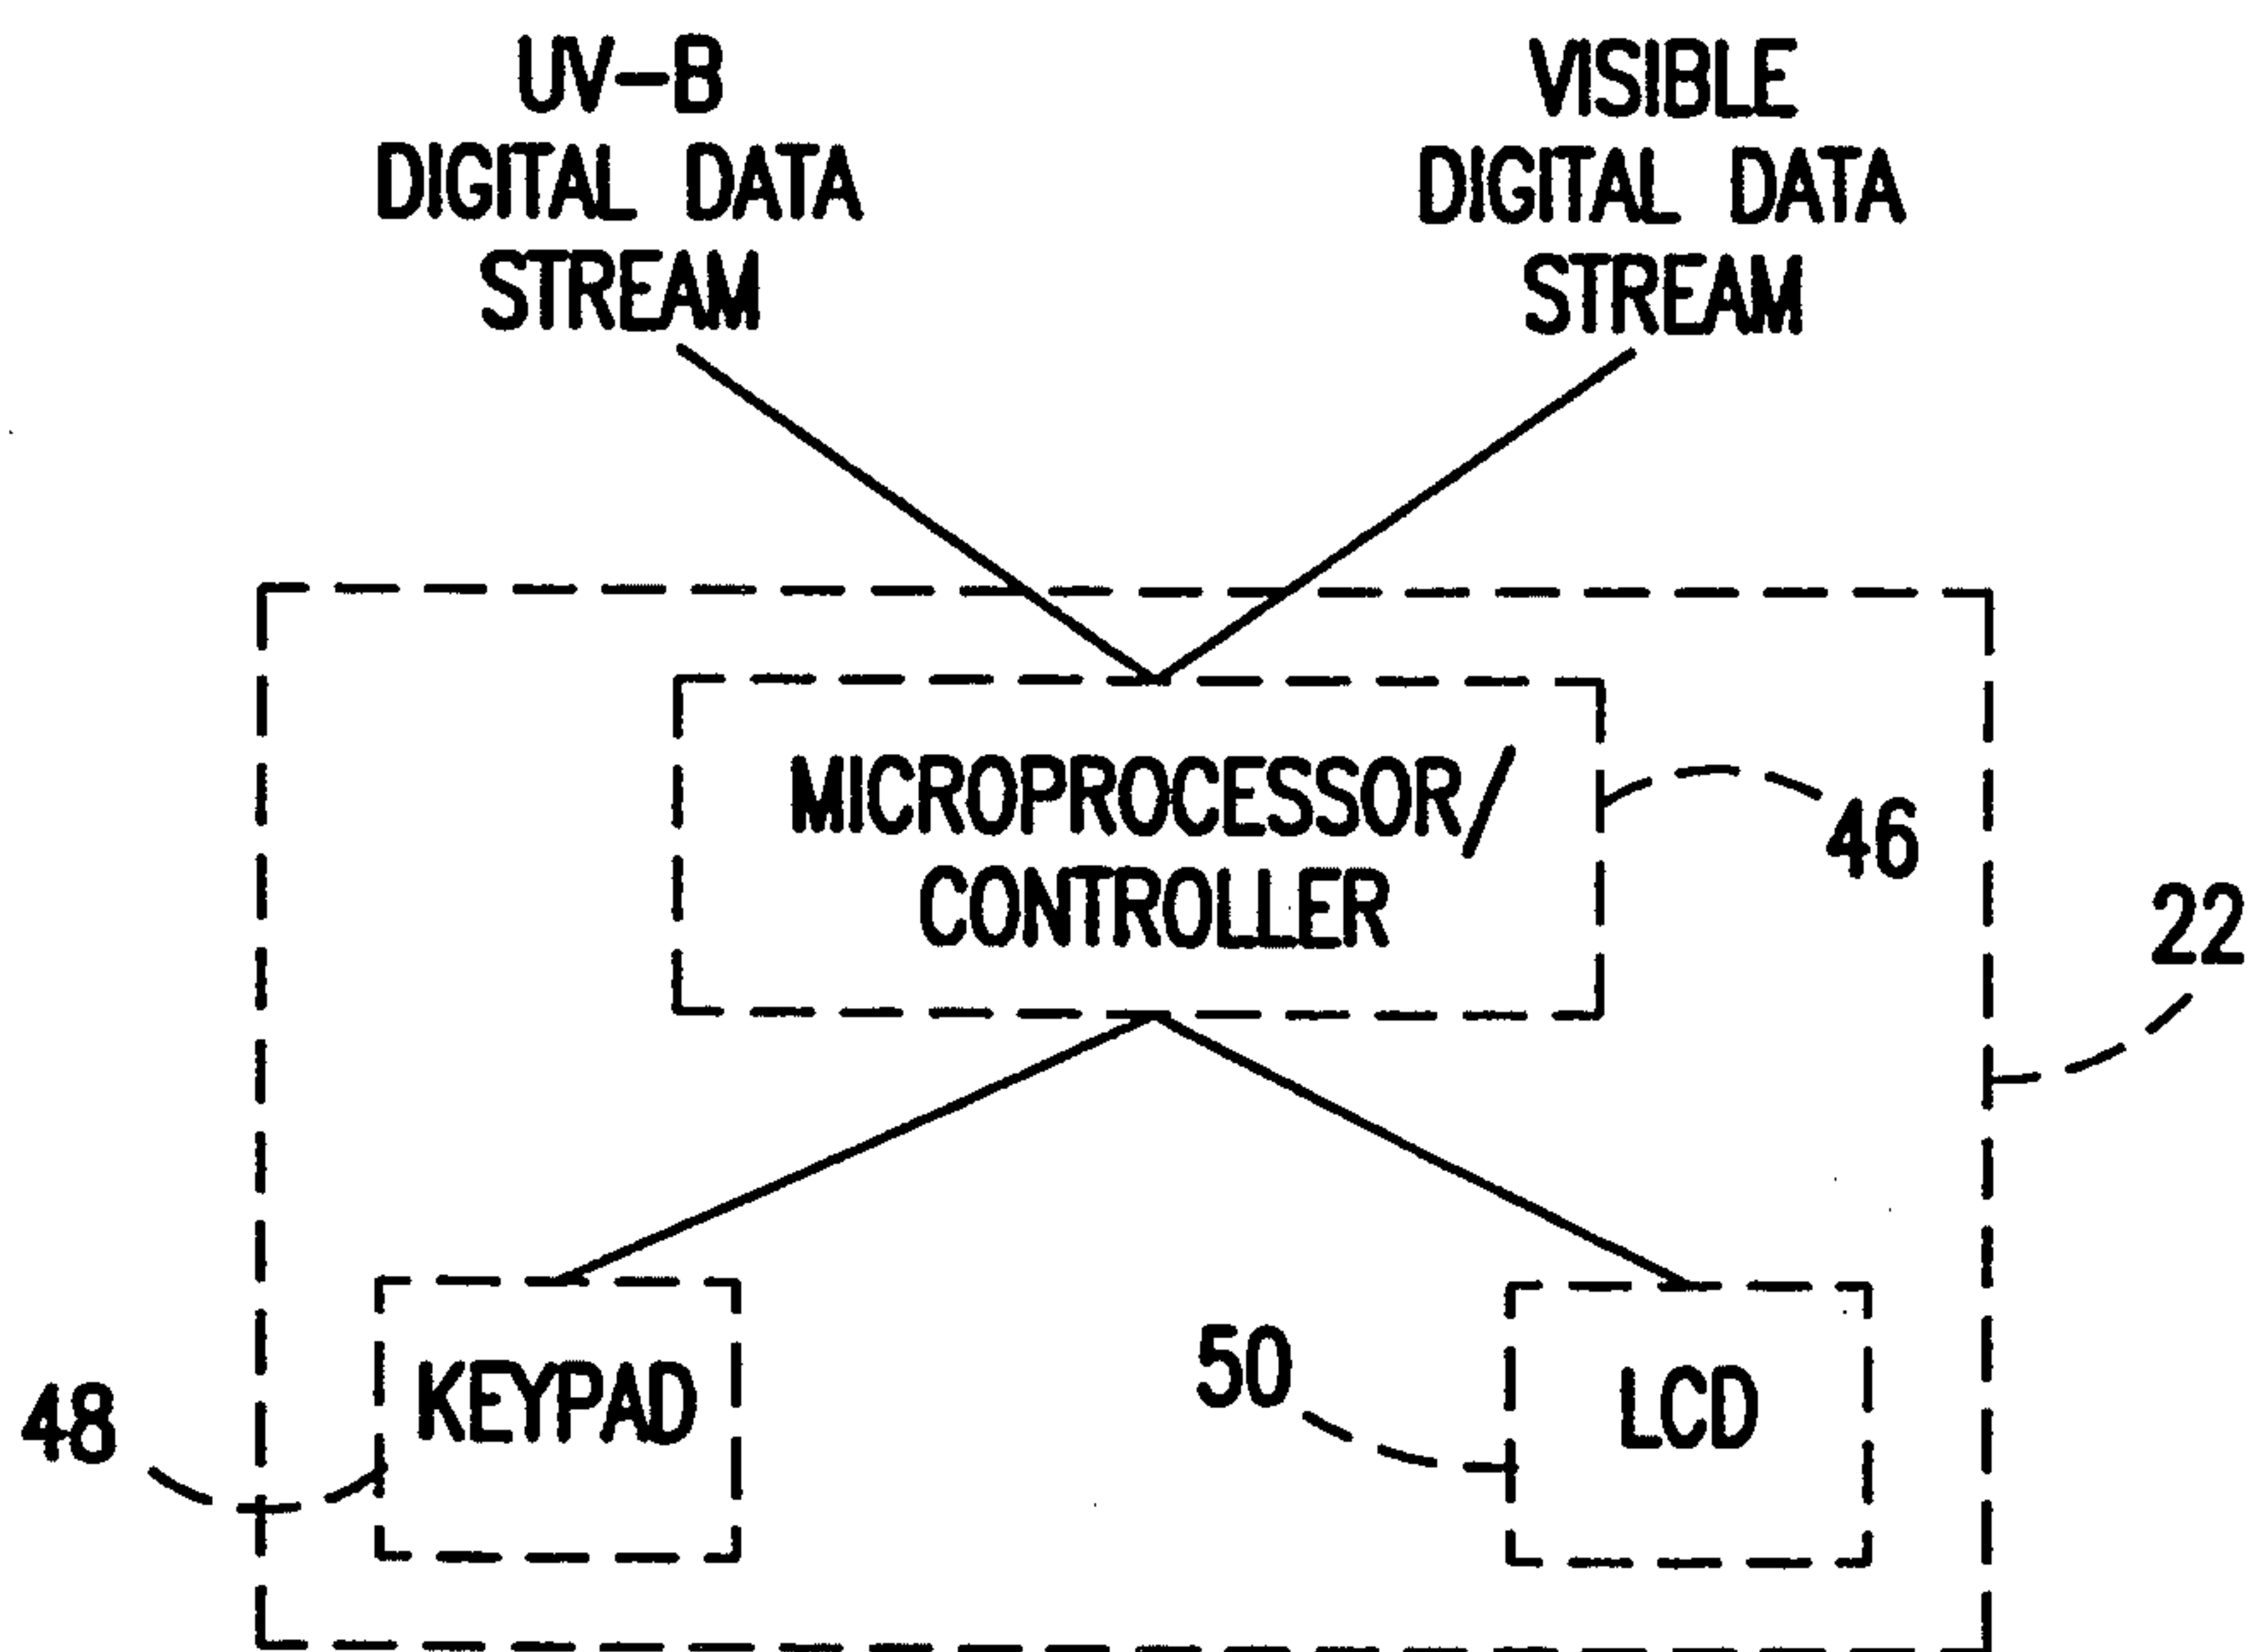 UV-B
DIGITAL DATA
STREAM
VISIBLE
DIGITAL DATA
STREAM
MICROPROCESSOR/
CONTROLLER
46
22
KEYPAD
48
50
LCD